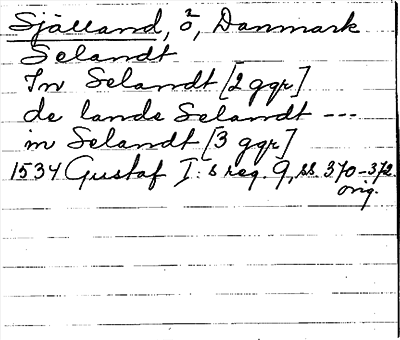 Själland, ö, Danmark
Selandt
In Selandt [2 ggr]
de lande Selandt ---
in Selandt [3 ggr]
1534 Gustaf I:s reg. 9, ss. 370-372.
orig.